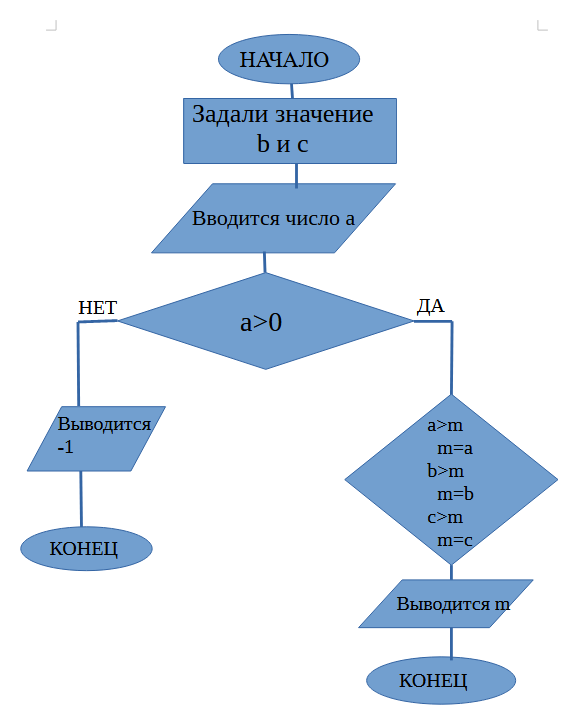 НАЧАЛО
Задали значение
b и c
Вводится число a
a>0
НЕТ
ДА
Выводится
-1
КОНЕЦ
a>m
m=a
b>m
m=b
c>m
m=c
Выводится m
КОНЕЦ